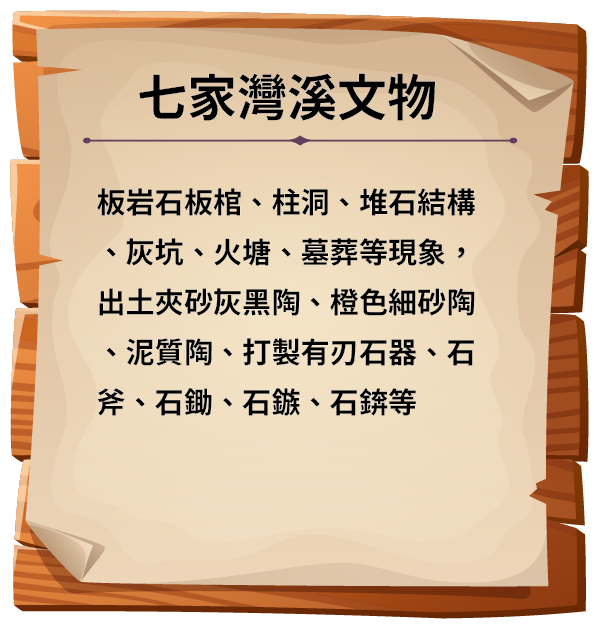 七家灣溪文物
板岩石板棺、柱洞、堆石結構
、灰坑、火塘、墓葬等現象，
出土夾砂灰黑陶、橙色細砂陶
、泥質陶、打製有刃石器、石
斧、石鋤、石鏃、石錛等